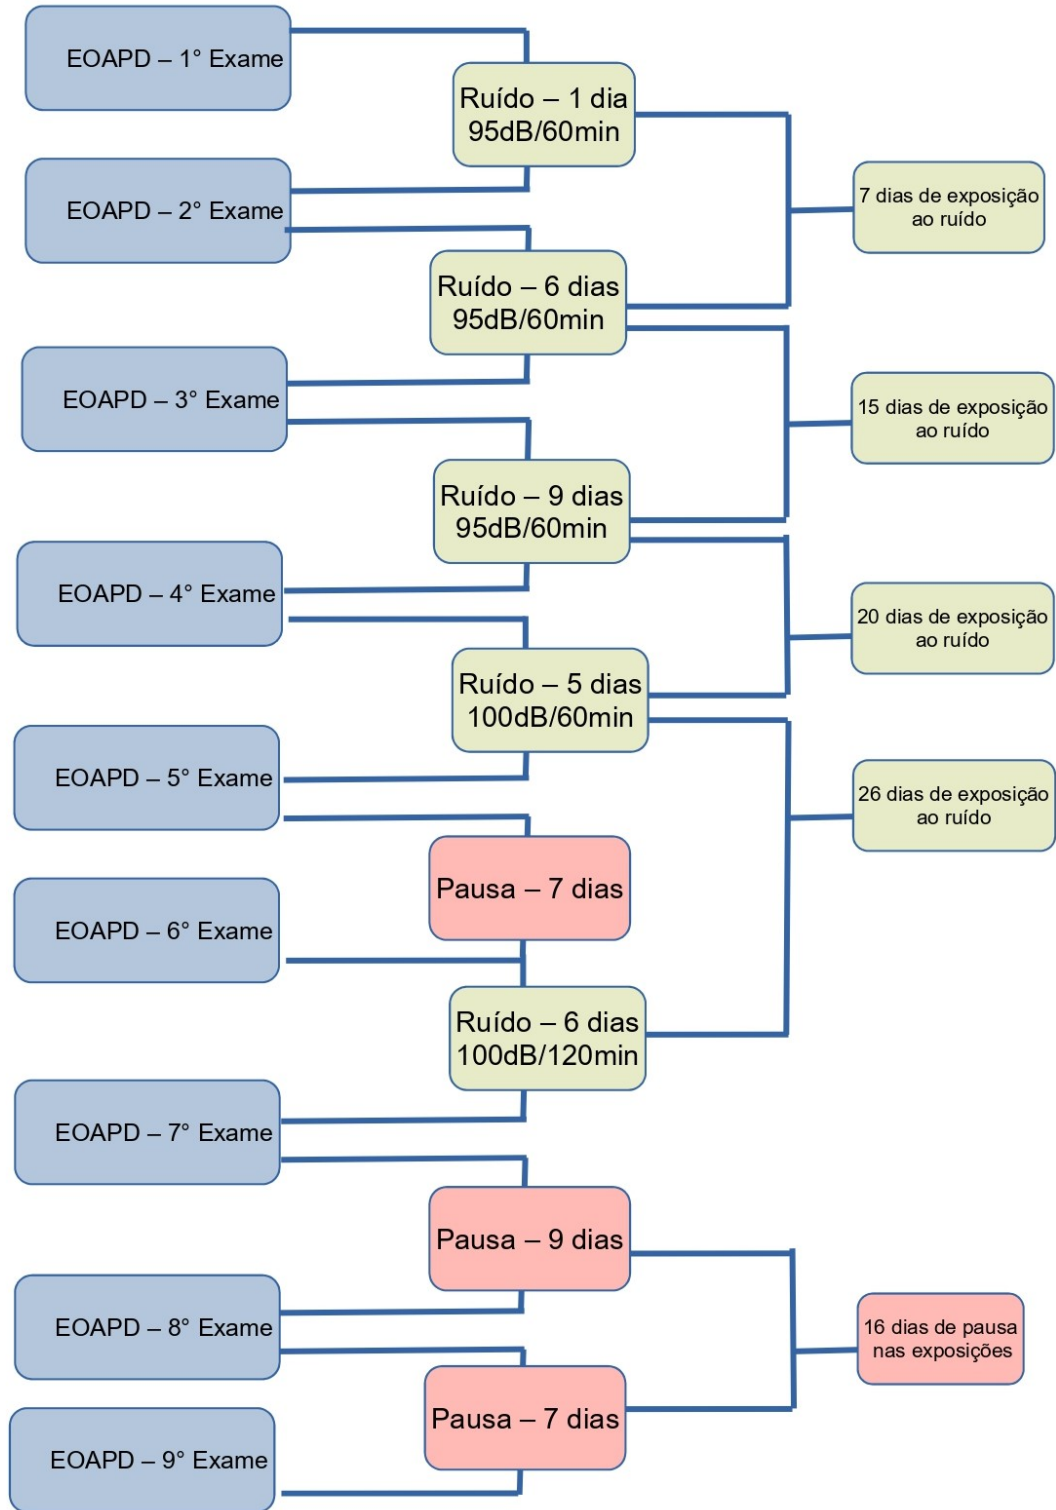 EOAPD – 1° Exame
Ruído – 1 dia
95dB/60min
EOAPD – 2° Exame
7 dias de exposição
ao ruído
Ruído – 6 dias
95dB/60min
EOAPD – 3° Exame
15 dias de exposição
ao ruído
Ruído – 9 dias
95dB/60min
EOAPD – 4° Exame
20 dias de exposição
ao ruído
Ruído – 5 dias
100dB/60min
EOAPD – 5° Exame
26 dias de exposição
ao ruído
Pausa – 7 dias
EOAPD – 6° Exame
Ruído – 6 dias
100dB/120min
EOAPD – 7° Exame
Pausa – 9 dias
EOAPD – 8° Exame
16 dias de pausa
nas exposições
Pausa – 7 dias
EOAPD – 9° Exame